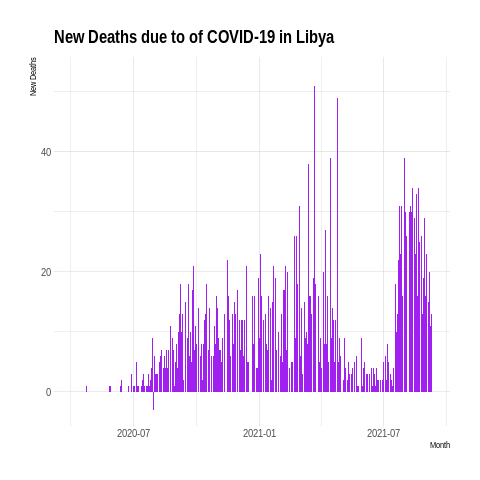 New Deaths due to of COVID-19 in Libya
New Deaths
40
20
0
2020-07
2021-01
2021-07
Month